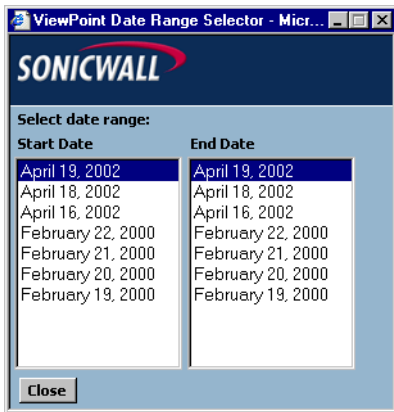 ViewPoint Date Range Selector - Micr...
SONICWALL
Select date range:
Start Date
End Date
April 19, 2002
April 18, 2002
April 16, 2002
February 22, 2000
February 21, 2000
February 20, 2000
February 19, 2000
April 19, 2002
April 18, 2002
April 16, 2002
February 22, 2000
February 21, 2000
February 20, 2000
February 19, 2000
Close